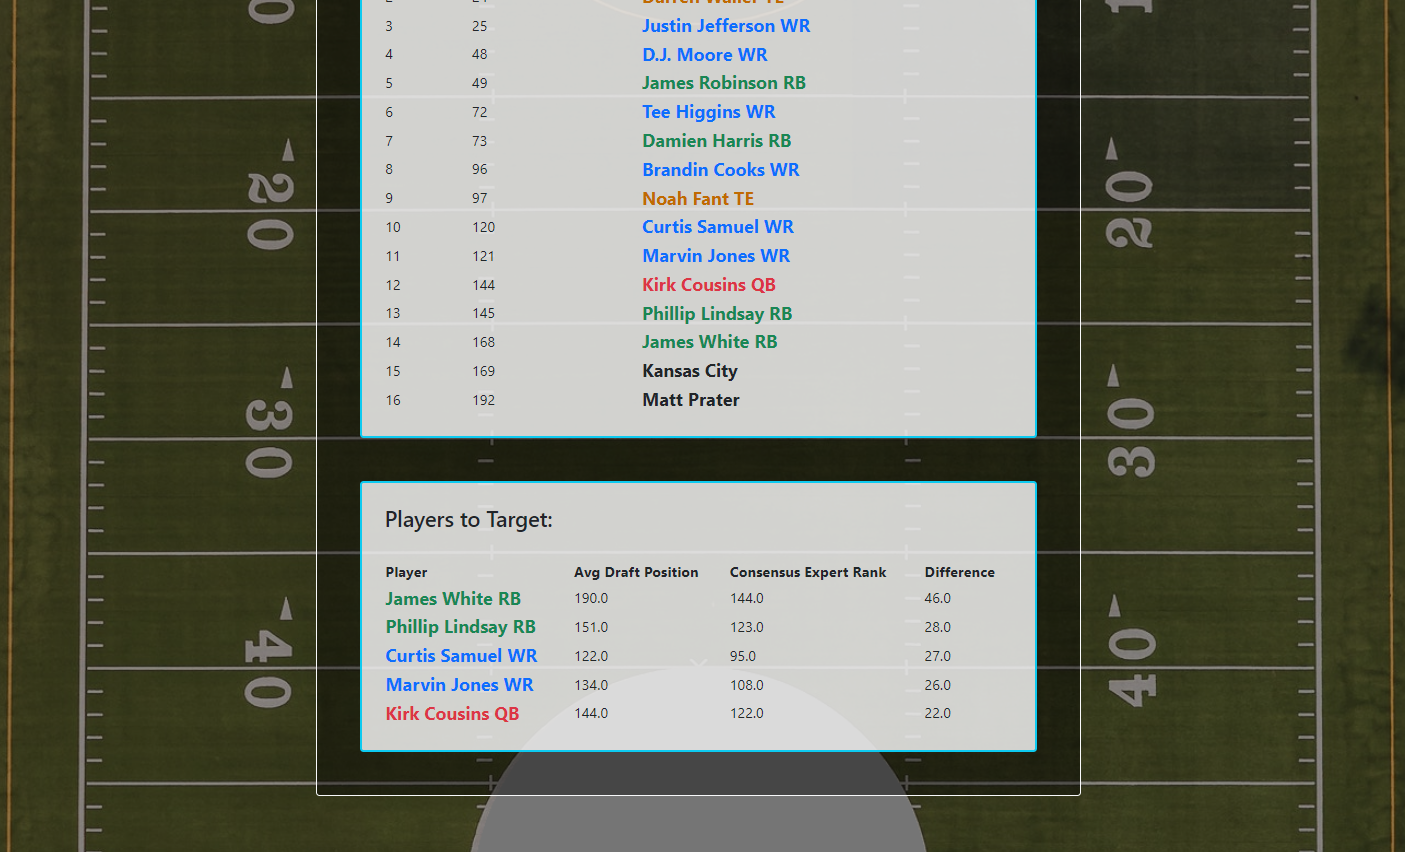 2 24 Darren Waller TE
3 25 Justin Jefferson WR
4 48 D.J. Moore WR
5 49 James Robinson RB
6 72 Tee Higgins WR
7 73 Damien Harris RB
8 96 Brandin Cooks WR
9 97 Noah Fant TE
10 120 Curtis Samuel WR
11 121 Marvin Jones WR
12 144 Kirk Cousins QB
13 145 Phillip Lindsay RB
14 168 James White RB
15 169 Kansas City
16 192 Matt Prater
Players to Target:
Player Avg Draft Position Consensus Expert Rank Difference
James White RB 190.0 144.0 46.0
Phillip Lindsay RB 151.0 123.0 28.0
Curtis Samuel WR 122.0 95.0 27.0
Marvin Jones WR 134.0 108.0 26.0
Kirk Cousins QB 144.0 122.0 22.0
20
30
40
20
30
40